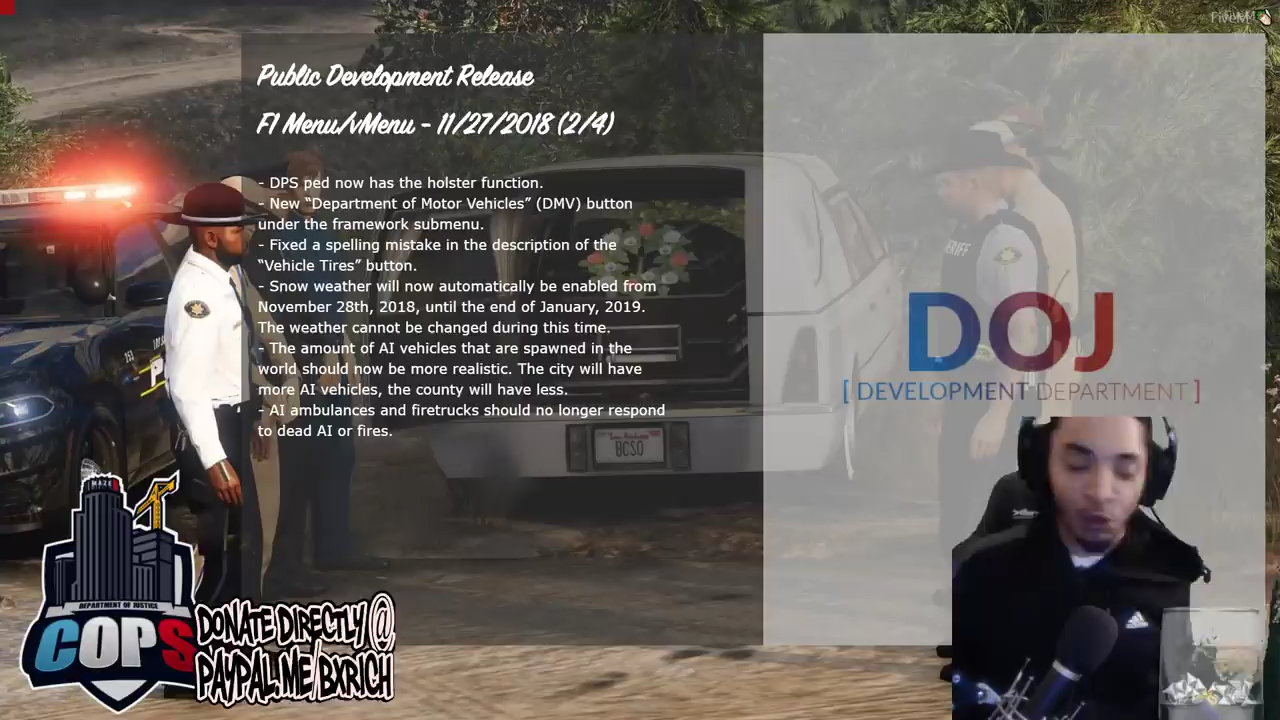 FiveM
Public Development Release
F1 Menu/vMenu - 11/27/2018 (2/4)
- DPS ped now has the holster function.
- New “Department of Motor Vehicles” (DMV) button
under the framework submenu.
- Fixed a spelling mistake in the description of the
“Vehicle Tires” button.
- Snow weather will now automatically be enabled from
November 28th, 2018, until the end of January, 2019.
The weather cannot be changed during this time.
- The amount of AI vehicles that are spawned in the
world should now be more realistic. The city will have
more AI vehicles, the county will have less.
- AI ambulances and firetrucks should no longer respond
to dead AI or fires.
SHERIFF
DOJ
[ DEVELOPMENT DEPARTMENT ]
San Andreas
BCSO
MAZE
DEPARTMENT OF JUSTICE
COPS
DONATE DIRECTLY @
PAYPAL.ME/BXRICH